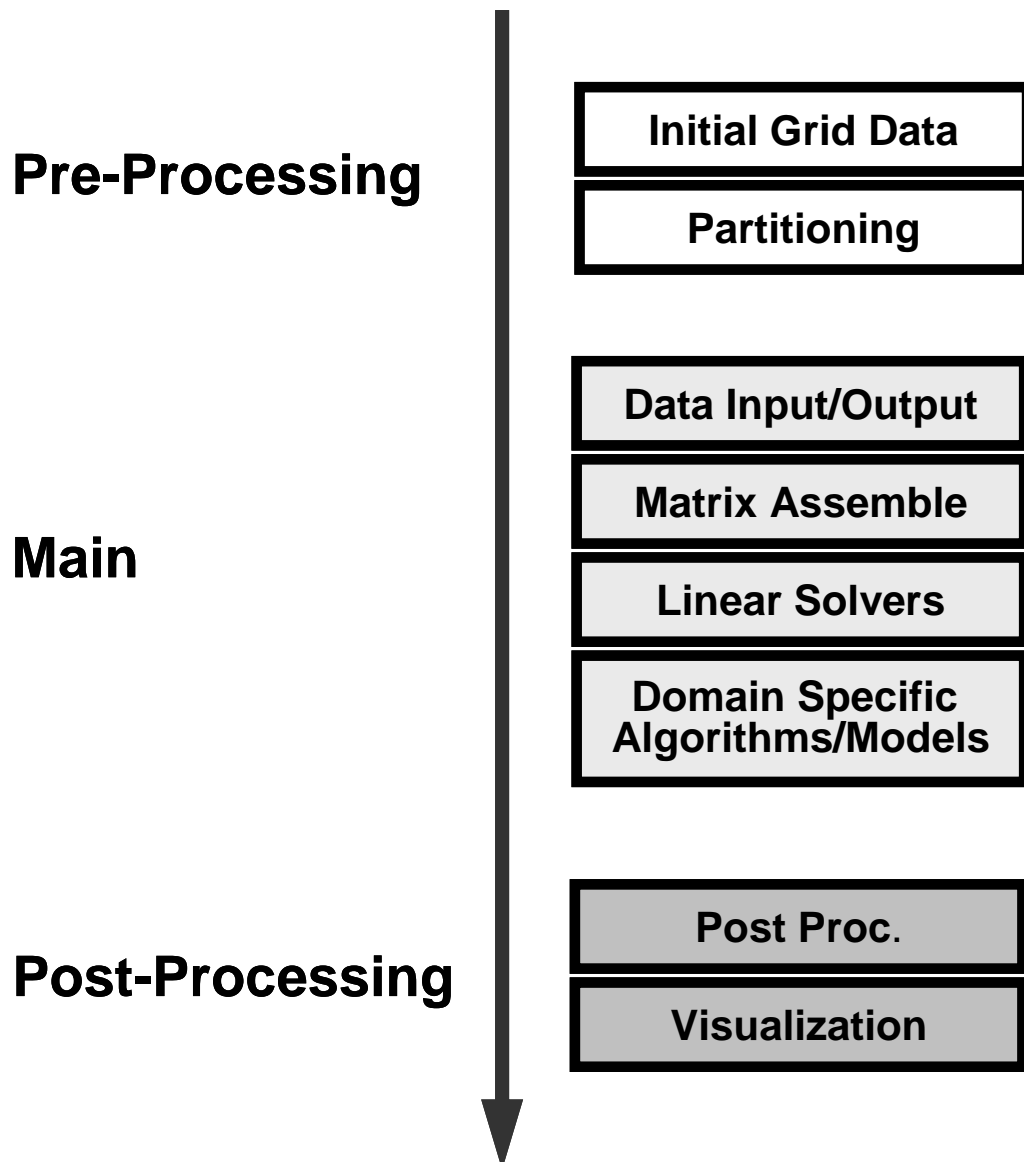 Pre-Processing
Initial Grid Data
Partitioning
Main
Data Input/Output
Matrix Assemble
Linear Solvers
Domain Specific
Algorithms/Models
Post-Processing
Post Proc.
Visualization